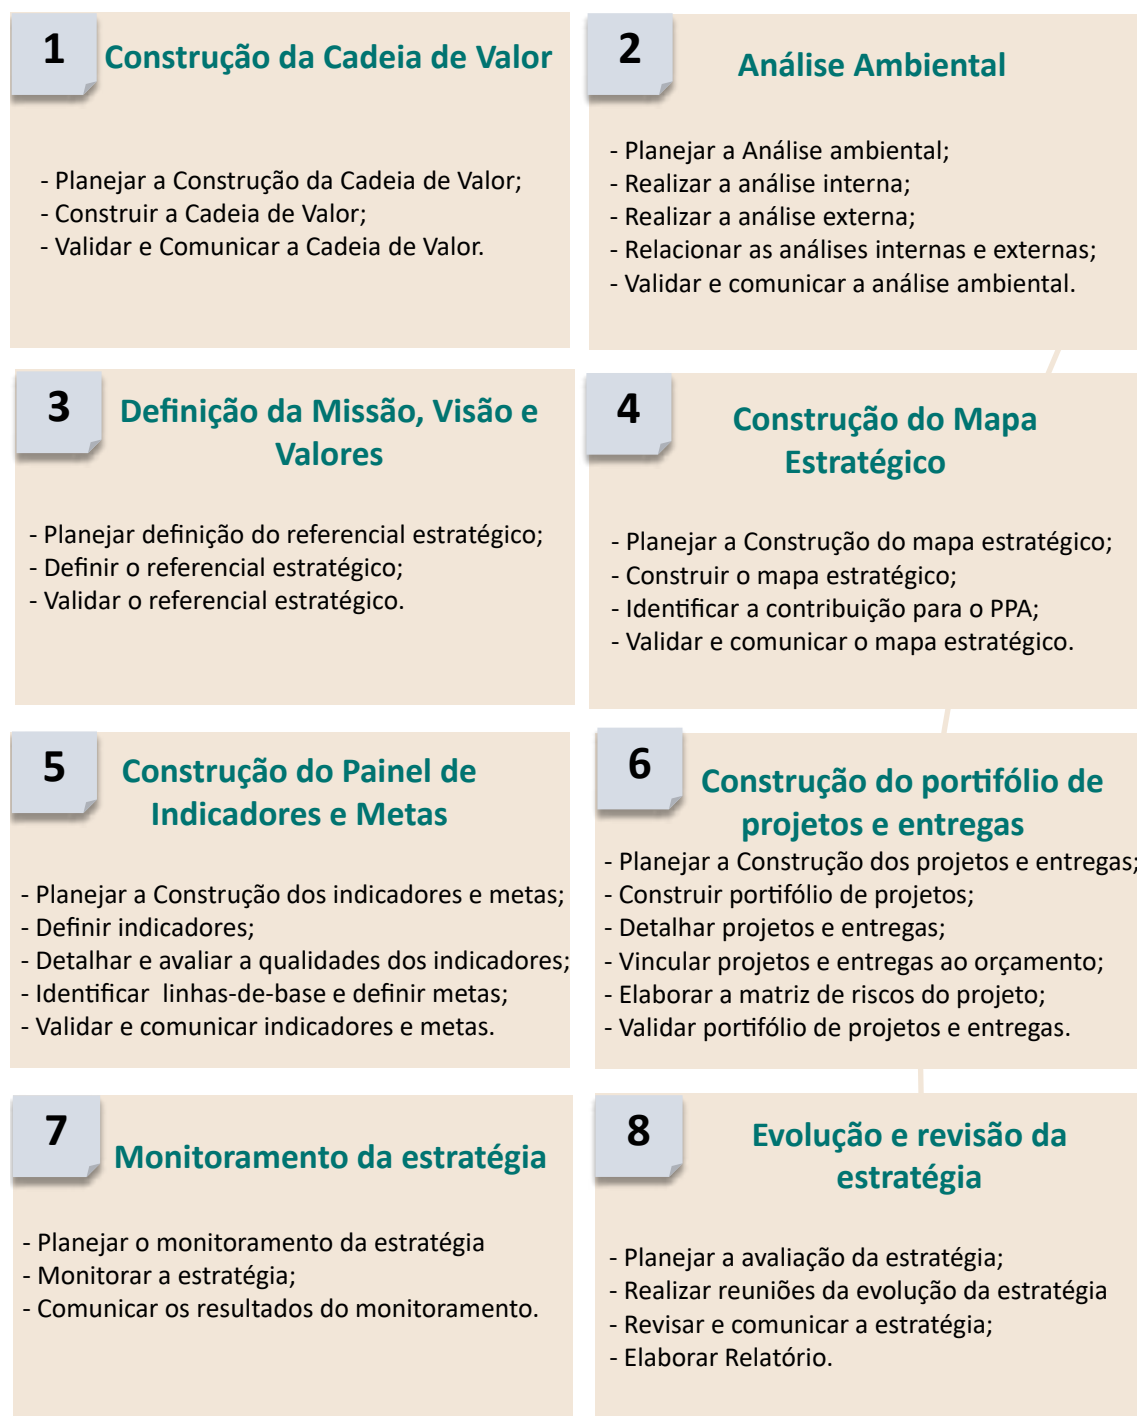 1
Construção da Cadeia de Valor
- Planejar a Construção da Cadeia de Valor;
- Construir a Cadeia de Valor;
- Validar e Comunicar a Cadeia de Valor.
2
Análise Ambiental
- Planejar a Análise ambiental;
- Realizar a análise interna;
- Realizar a análise externa;
- Relacionar as análises internas e externas;
- Validar e comunicar a análise ambiental.
3
Definição da Missão, Visão e
Valores
- Planejar definição do referencial estratégico;
- Definir o referencial estratégico;
- Validar o referencial estratégico.
4
Construção do Mapa
Estratégico
- Planejar a Construção do mapa estratégico;
- Construir o mapa estratégico;
- Identificar a contribuição para o PPA;
- Validar e comunicar o mapa estratégico.
5
Construção do Painel de
Indicadores e Metas
- Planejar a Construção dos indicadores e metas;
- Definir indicadores;
- Detalhar e avaliar a qualidades dos indicadores;
- Identificar  linhas-de-base e definir metas;
- Validar e comunicar indicadores e metas.
6
Construção do portifólio de
projetos e entregas
- Planejar a Construção dos projetos e entregas;
- Construir portifólio de projetos;
- Detalhar projetos e entregas;
- Vincular projetos e entregas ao orçamento;
- Elaborar a matriz de riscos do projeto;
- Validar portifólio de projetos e entregas.
7
Monitoramento da estratégia
- Planejar o monitoramento da estratégia
- Monitorar a estratégia;
- Comunicar os resultados do monitoramento.
8
Evolução e revisão da
estratégia
- Planejar a avaliação da estratégia;
- Realizar reuniões da evolução da estratégia
- Revisar e comunicar a estratégia;
- Elaborar Relatório.